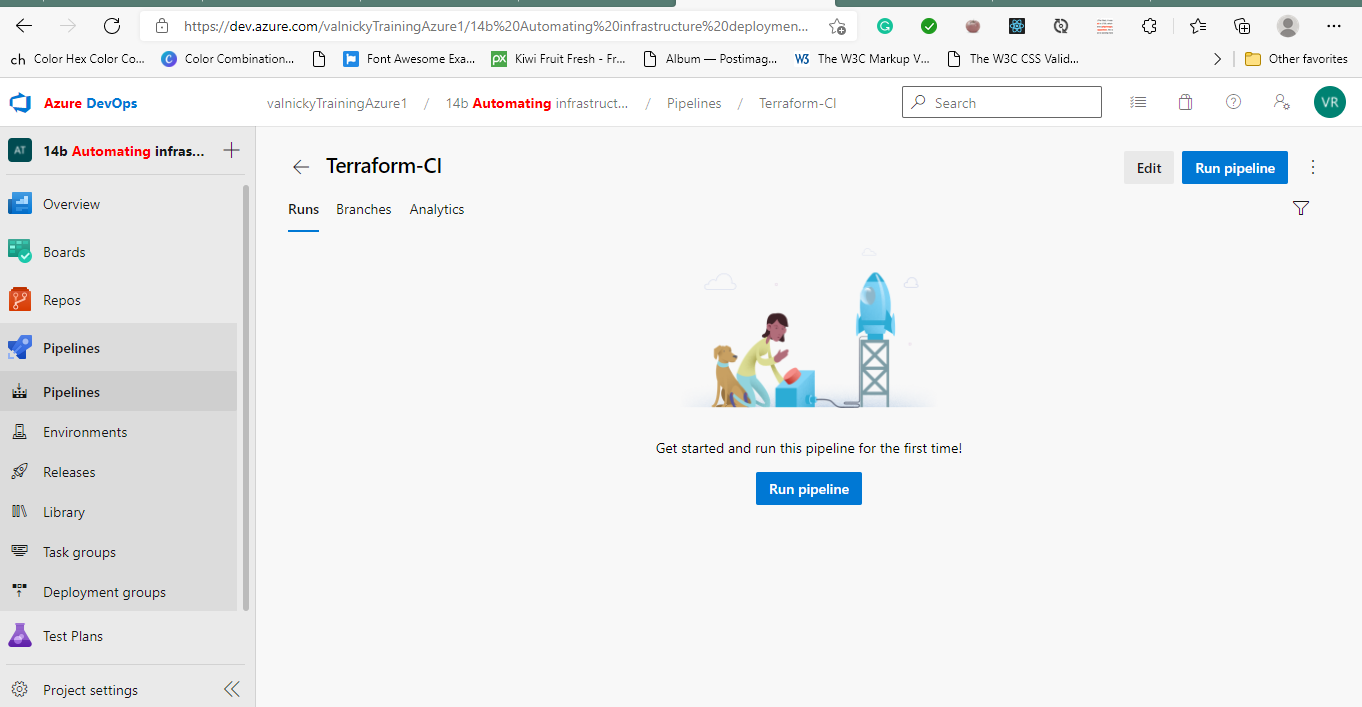 https://dev.azure.com/valnickyTrainingAzure1/14b%20Automating%20infrastructure%20deploymen...
ch Color Hex Color Co... C Color Combination... Font Awesome Exa... px Kiwi Fruit Fresh - Fr... Album — Postimag... W3 The W3C Markup V... The W3C CSS Valid... Other favorites
Azure DevOps valnickyTrainingAzure1 / 14b Automating infrastruct... / Pipelines / Terraform-CI Search VR
AT 14b Automating infras...
Terraform-CI Edit Run pipeline
Overview
Runs Branches Analytics
Boards
Repos
Pipelines
Pipelines
Environments
Get started and run this pipeline for the first time!
Releases
Run pipeline
Library
Task groups
Deployment groups
Test Plans
Project settings